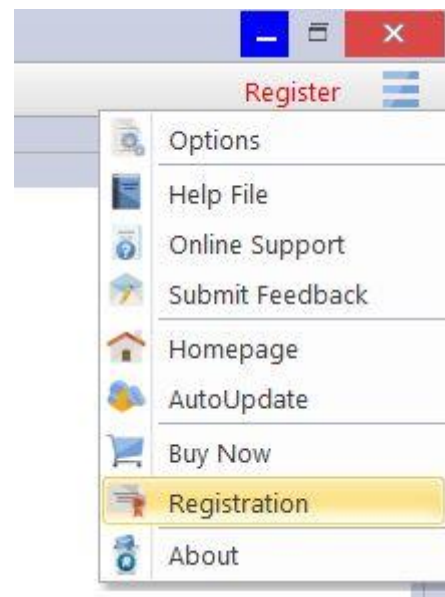 Register
Options
Help File
Online Support
Submit Feedback
Homepage
AutoUpdate
Buy Now
Registration
About